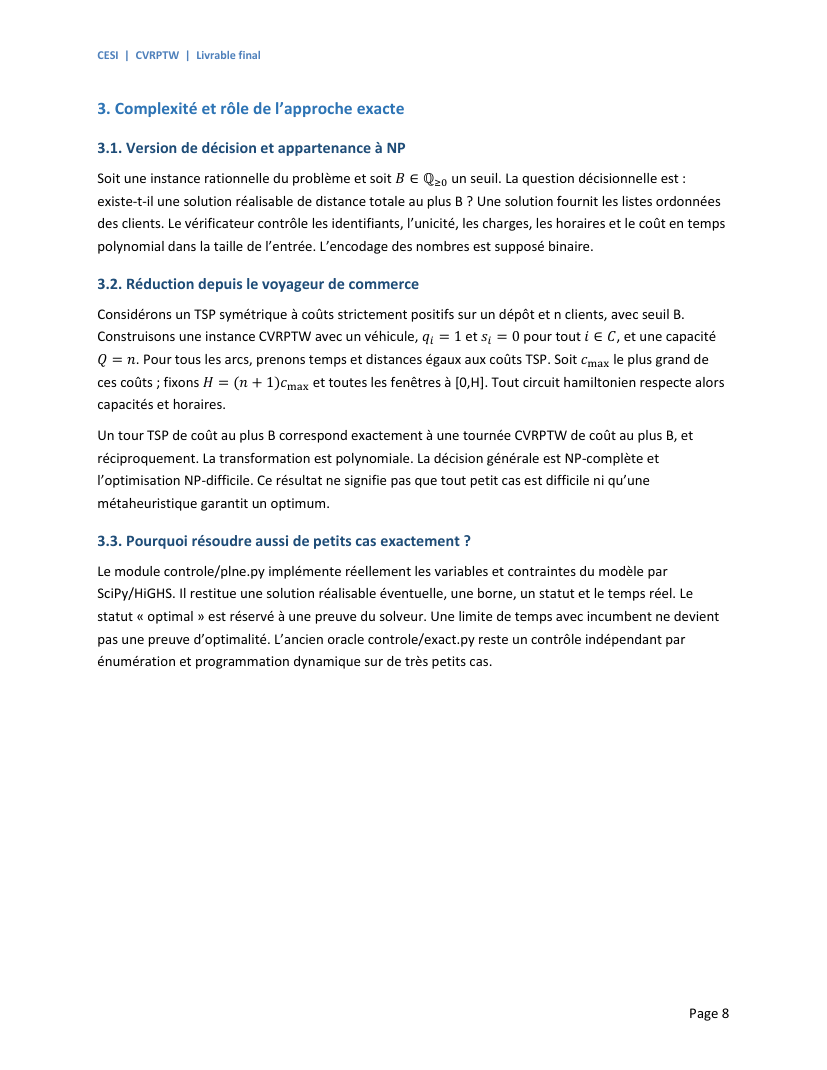 CESI | CVRPTW | Livrable final
3. Complexité et rôle de l’approche exacte
3.1. Version de décision et appartenance à NP
Soit une instance rationnelle du problème et soit 𝐵 ∈ ℚ≥0 un seuil. La question décisionnelle est :
existe-t-il une solution réalisable de distance totale au plus B ? Une solution fournit les listes ordonnées
des clients. Le vérificateur contrôle les identifiants, l’unicité, les charges, les horaires et le coût en temps
polynomial dans la taille de l’entrée. L’encodage des nombres est supposé binaire.
3.2. Réduction depuis le voyageur de commerce
Considérons un TSP symétrique à coûts strictement positifs sur un dépôt et n clients, avec seuil B.
Construisons une instance CVRPTW avec un véhicule, 𝑞𝑖 = 1 et 𝑠𝑖 = 0 pour tout 𝑖 ∈ 𝐶, et une capacité
𝑄 = 𝑛. Pour tous les arcs, prenons temps et distances égaux aux coûts TSP. Soit 𝑐max le plus grand de
ces coûts ; fixons 𝐻 = (𝑛 + 1)𝑐max et toutes les fenêtres à [0,H]. Tout circuit hamiltonien respecte alors
capacités et horaires.
Un tour TSP de coût au plus B correspond exactement à une tournée CVRPTW de coût au plus B, et
réciproquement. La transformation est polynomiale. La décision générale est NP-complète et
l’optimisation NP-difficile. Ce résultat ne signifie pas que tout petit cas est difficile ni qu’une
métaheuristique garantit un optimum.
3.3. Pourquoi résoudre aussi de petits cas exactement ?
Le module controle/plne.py implémente réellement les variables et contraintes du modèle par
SciPy/HiGHS. Il restitue une solution réalisable éventuelle, une borne, un statut et le temps réel. Le
statut « optimal » est réservé à une preuve du solveur. Une limite de temps avec incumbent ne devient
pas une preuve d’optimalité. L’ancien oracle controle/exact.py reste un contrôle indépendant par
énumération et programmation dynamique sur de très petits cas.
Page 8